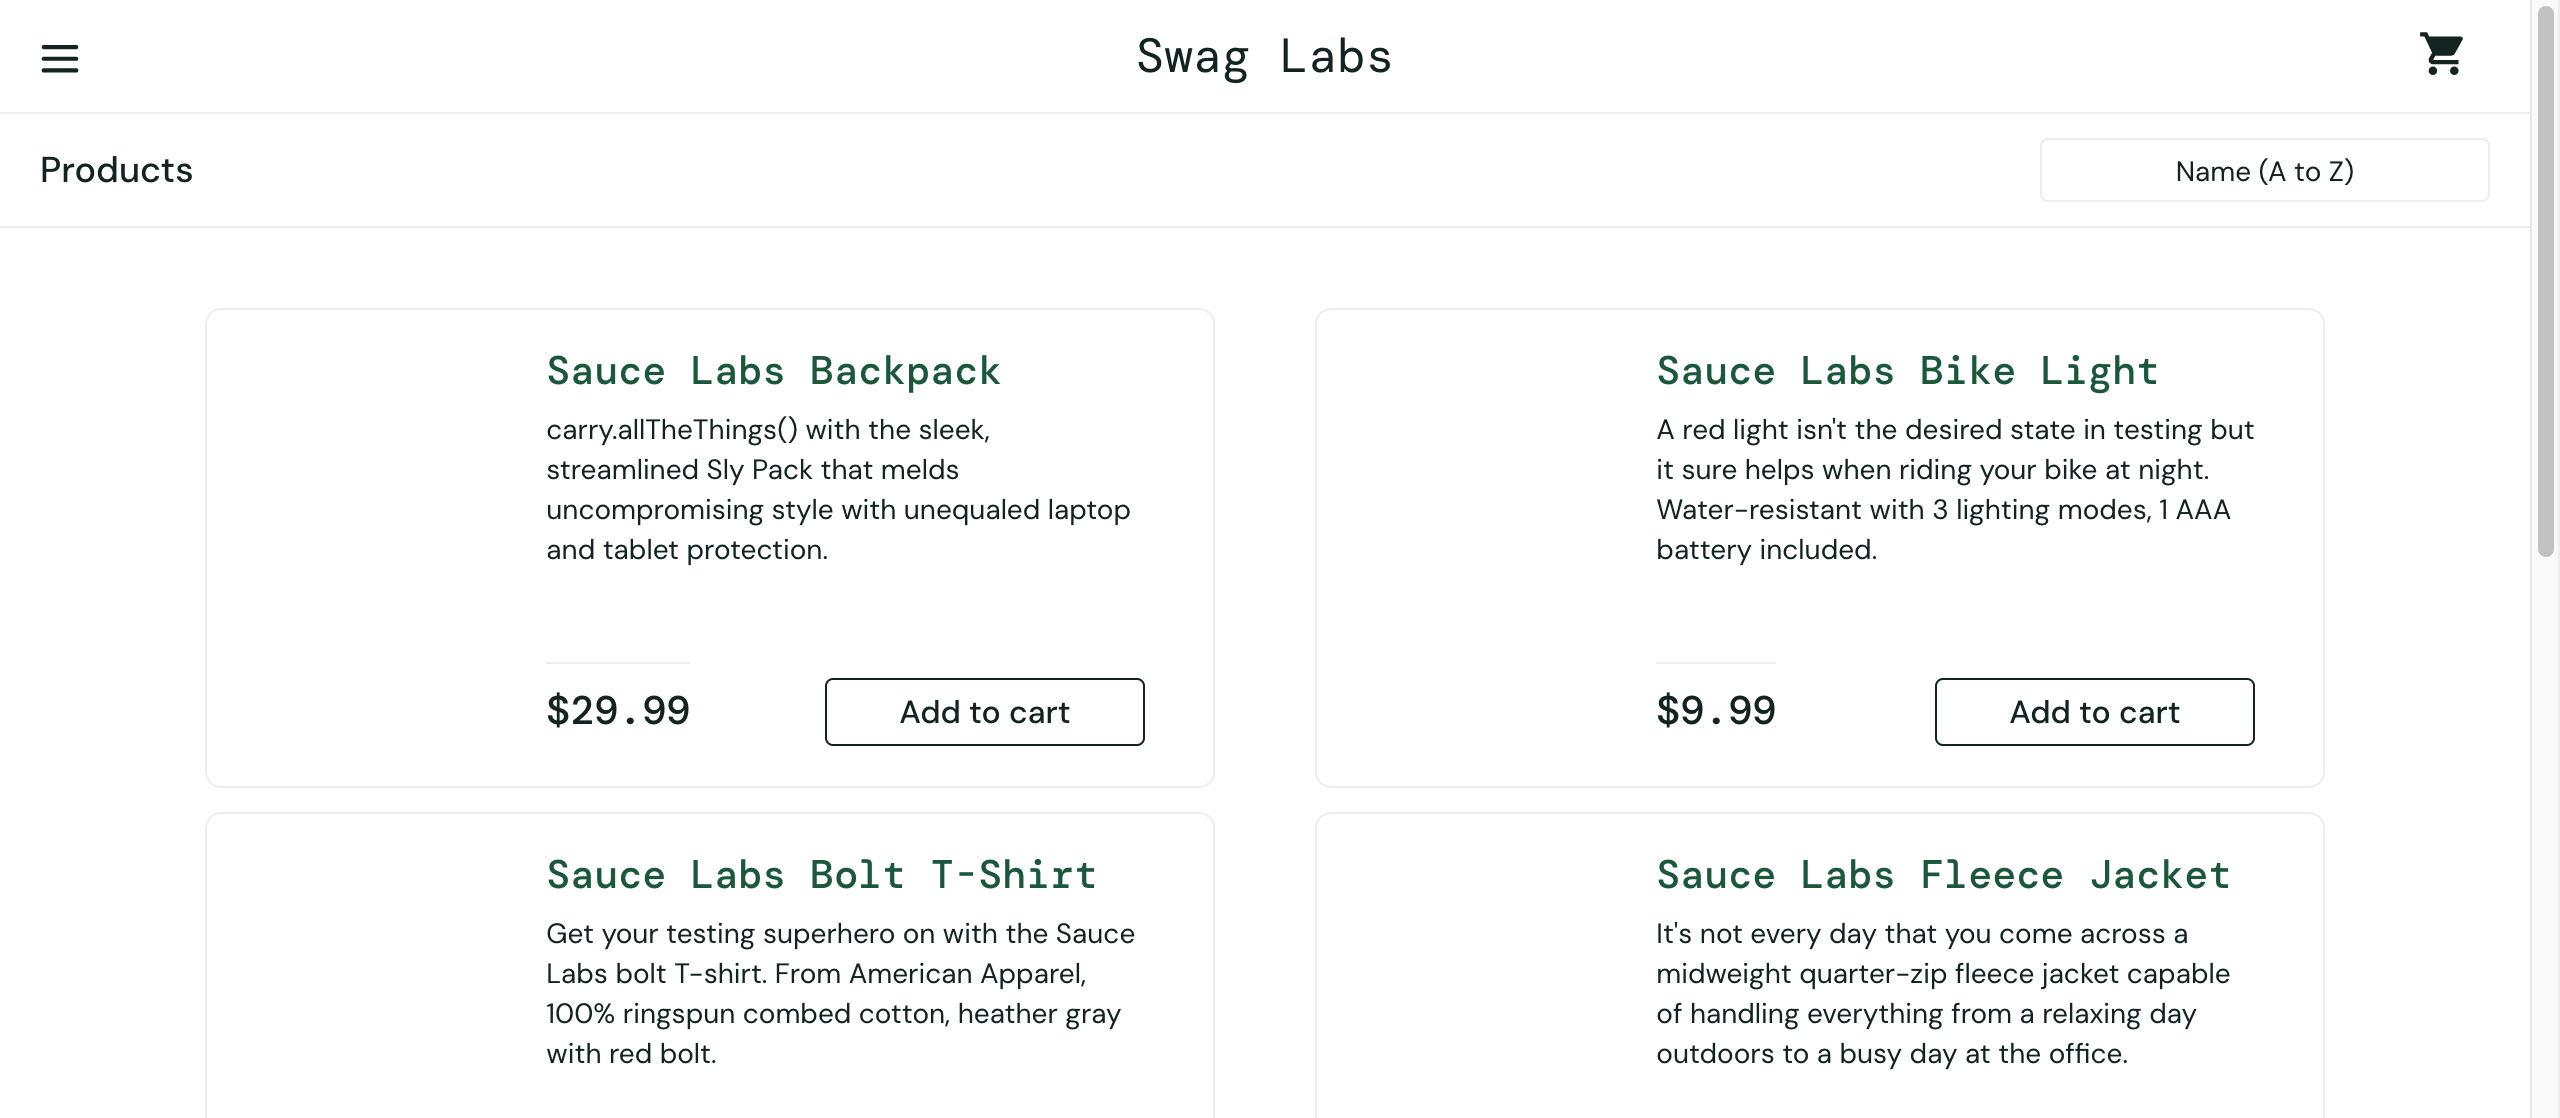 Swag Labs
Products
Name (A to Z)
Sauce Labs Backpack
carry.allTheThings() with the sleek,
streamlined Sly Pack that melds
uncompromising style with unequaled laptop
and tablet protection.
$29.99
Add to cart
Sauce Labs Bike Light
A red light isn't the desired state in testing but
it sure helps when riding your bike at night.
Water-resistant with 3 lighting modes, 1 AAA
battery included.
$9.99
Add to cart
Sauce Labs Bolt T-Shirt
Get your testing superhero on with the Sauce
Labs bolt T-shirt. From American Apparel,
100% ringspun combed cotton, heather gray
with red bolt.
Sauce Labs Fleece Jacket
It's not every day that you come across a
midweight quarter-zip fleece jacket capable
of handling everything from a relaxing day
outdoors to a busy day at the office.